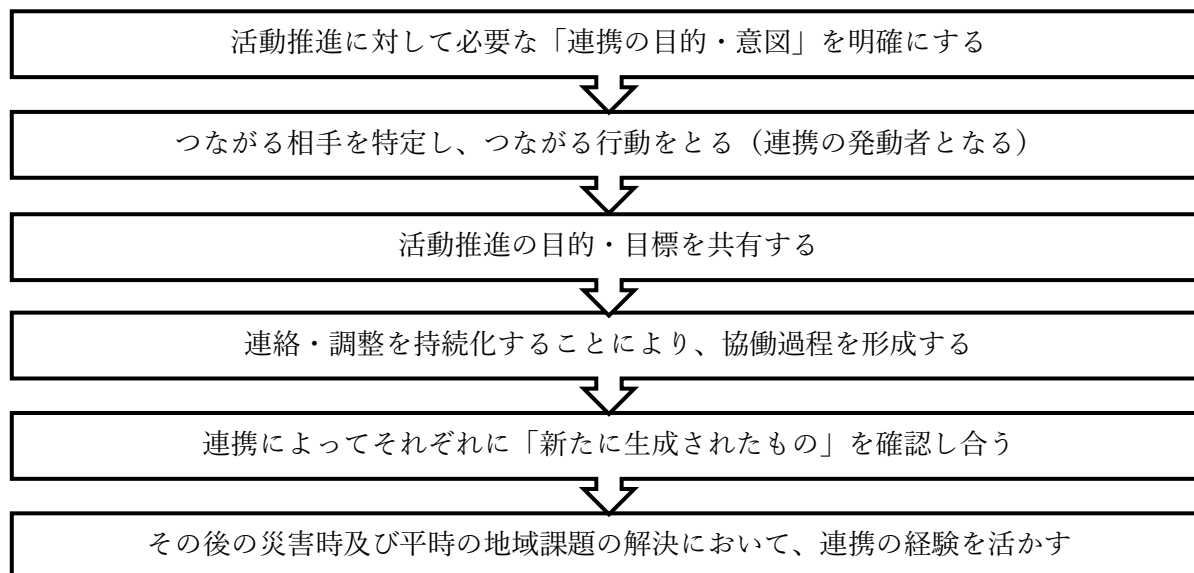 活動推進に対して必要な「連携の目的・意図」を明確にする
つながる相手を特定し、つながる行動をとる（連携の発動者となる）
活動推進の目的・目標を共有する
連絡・調整を持続化することにより、協働過程を形成する
連携によってそれぞれに「新たに生成されたもの」を確認し合う
その後の災害時及び平時の地域課題の解決において、連携の経験を活かす